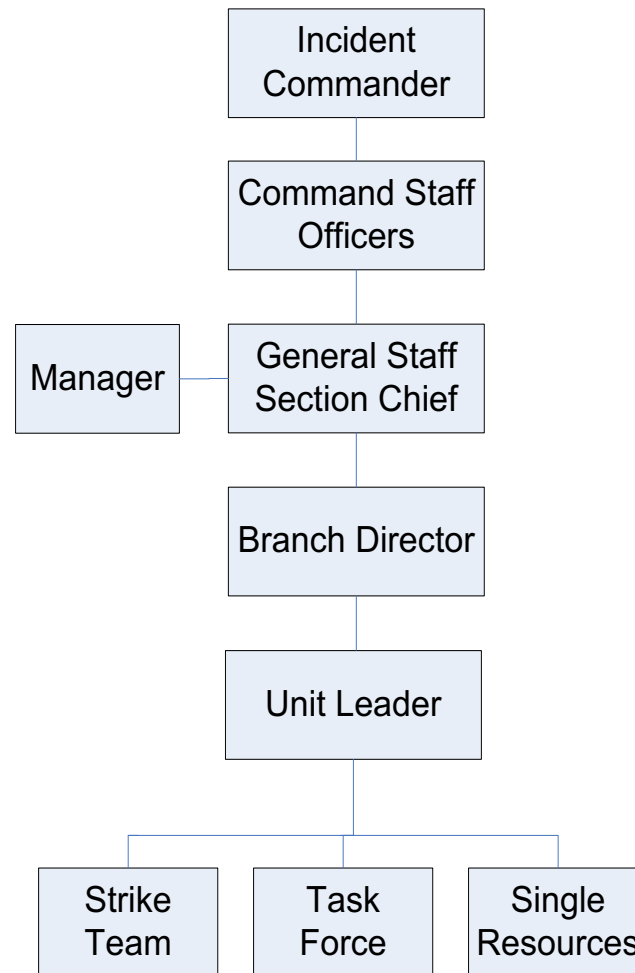 Incident
Commander
Command Staff
Officers
Manager
General Staff
Section Chief
Branch Director
Unit Leader
Strike
Team
Task
Force
Single
Resources